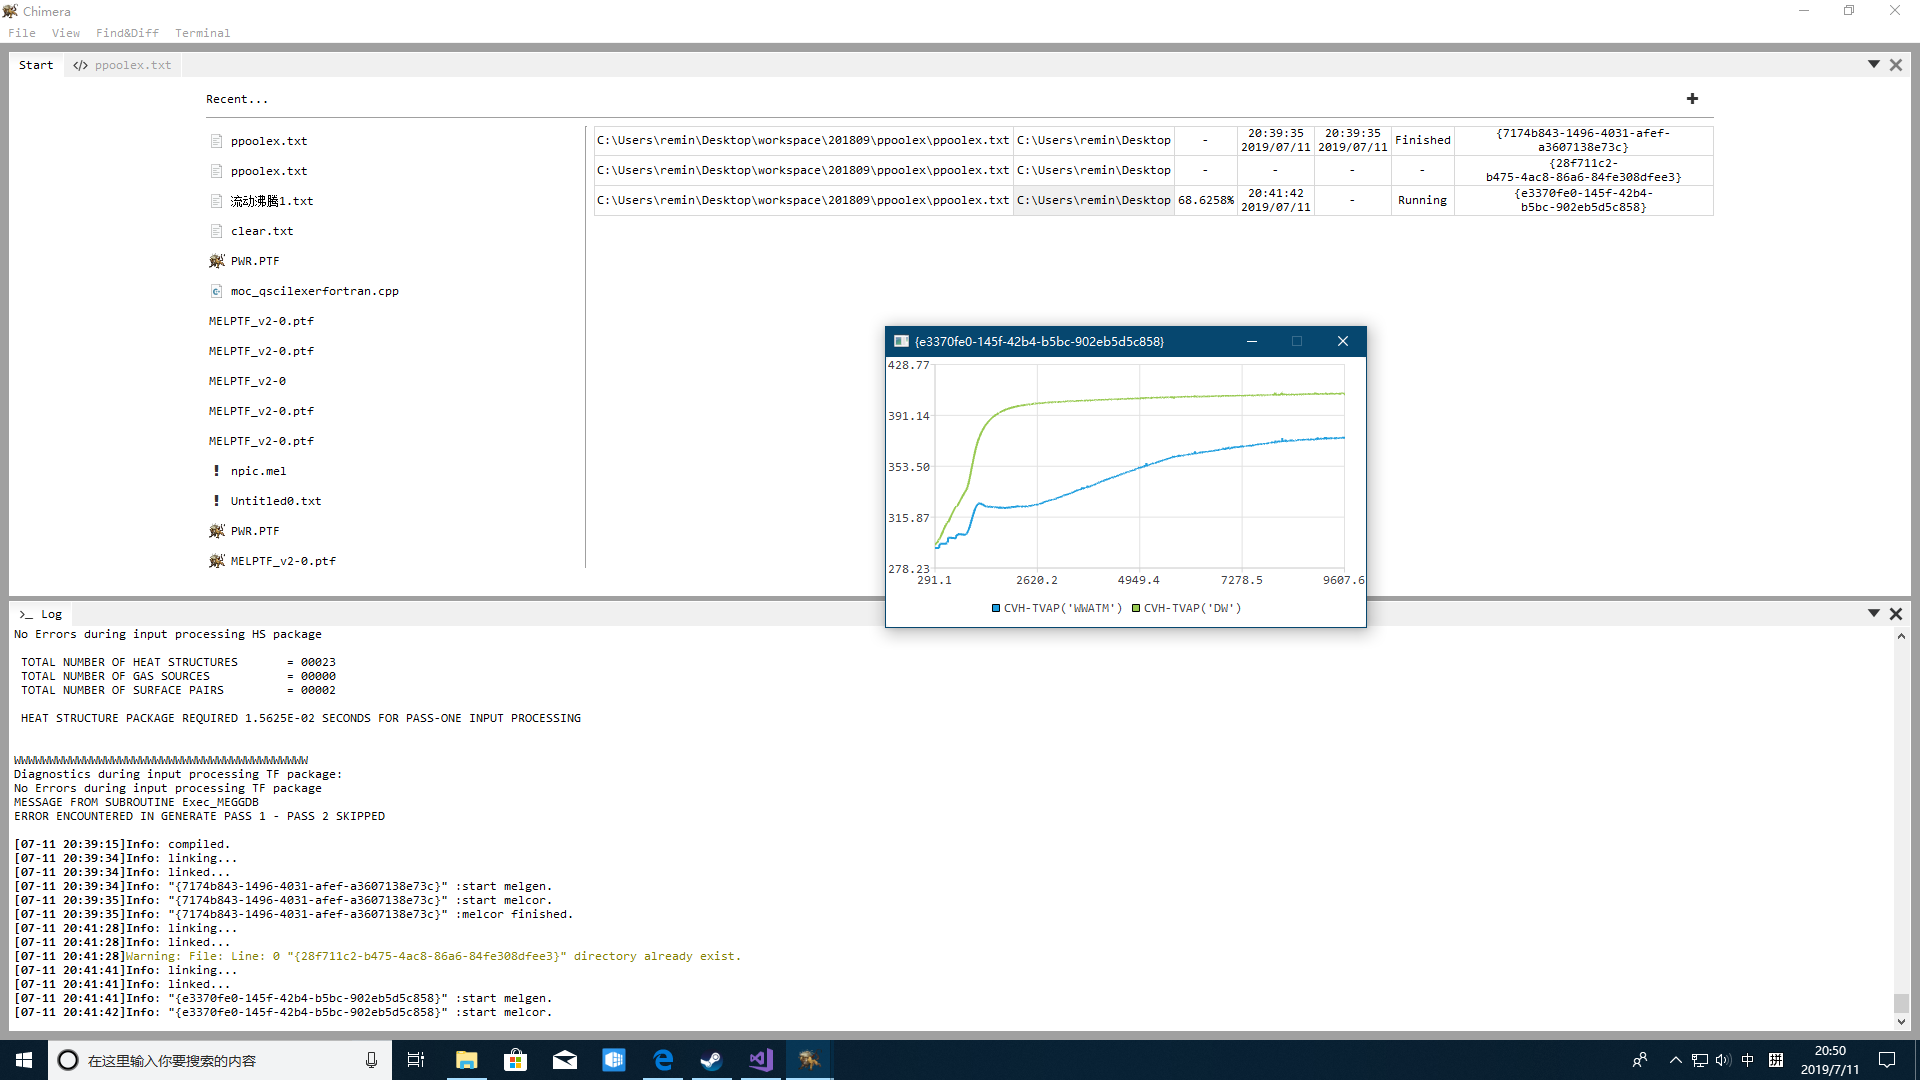 Chimera
File View Find&Diff Terminal
Start </> ppoolex.txt
Recent...
ppoolex.txt
ppoolex.txt
流动沸腾1.txt
clear.txt
PWR.PTF
moc_qscilexerfortran.cpp
MELPTF_v2-0.ptf
MELPTF_v2-0.ptf
MELPTF_v2-0
MELPTF_v2-0.ptf
MELPTF_v2-0.ptf
! npic.mel
! Untitled0.txt
PWR.PTF
MELPTF_v2-0.ptf
C:\Users\remin\Desktop\workspace\201809\ppoolex\ppoolex.txt C:\Users\remin\Desktop - 20:39:35 2019/07/11 20:39:35 2019/07/11 Finished {7174b843-1496-4031-afef-a3607138e73c}
C:\Users\remin\Desktop\workspace\201809\ppoolex\ppoolex.txt C:\Users\remin\Desktop - - - - {28f711c2-b475-4ac8-86a6-84fe308dfee3}
C:\Users\remin\Desktop\workspace\201809\ppoolex\ppoolex.txt C:\Users\remin\Desktop 68.6258% 20:41:42 2019/07/11 - Running {e3370fe0-145f-42b4-b5bc-902eb5d5c858}
{e3370fe0-145f-42b4-b5bc-902eb5d5c858}
428.77
391.14
353.50
315.87
278.23
291.1 2620.2 4949.4 7278.5 9607.6
CVH-TVAP('WWATM') CVH-TVAP('DW')
>_ Log
No Errors during input processing HS package
TOTAL NUMBER OF HEAT STRUCTURES = 00023
TOTAL NUMBER OF GAS SOURCES = 00000
TOTAL NUMBER OF SURFACE PAIRS = 00002
HEAT STRUCTURE PACKAGE REQUIRED 1.5625E-02 SECONDS FOR PASS-ONE INPUT PROCESSING
WWWWWWWWWWWWWWWWWWWWWWWWWWWWWWWWWWWWWWWWWW
Diagnostics during input processing TF package:
No Errors during input processing TF package
MESSAGE FROM SUBROUTINE Exec_MEGGDB
ERROR ENCOUNTERED IN GENERATE PASS 1 - PASS 2 SKIPPED
[07-11 20:39:15]Info: compiled.
[07-11 20:39:34]Info: linking...
[07-11 20:39:34]Info: linked...
[07-11 20:39:34]Info: "{7174b843-1496-4031-afef-a3607138e73c}" :start melgen.
[07-11 20:39:35]Info: "{7174b843-1496-4031-afef-a3607138e73c}" :start melcor.
[07-11 20:39:35]Info: "{7174b843-1496-4031-afef-a3607138e73c}" :melcor finished.
[07-11 20:41:28]Info: linking...
[07-11 20:41:28]Info: linked...
[07-11 20:41:28]Warning: File: Line: 0 "{28f711c2-b475-4ac8-86a6-84fe308dfee3}" directory already exist.
[07-11 20:41:41]Info: linking...
[07-11 20:41:41]Info: linked...
[07-11 20:41:41]Info: "{e3370fe0-145f-42b4-b5bc-902eb5d5c858}" :start melgen.
[07-11 20:41:42]Info: "{e3370fe0-145f-42b4-b5bc-902eb5d5c858}" :start melcor.
在这里输入你要搜索的内容
中
拼
20:50
2019/7/11